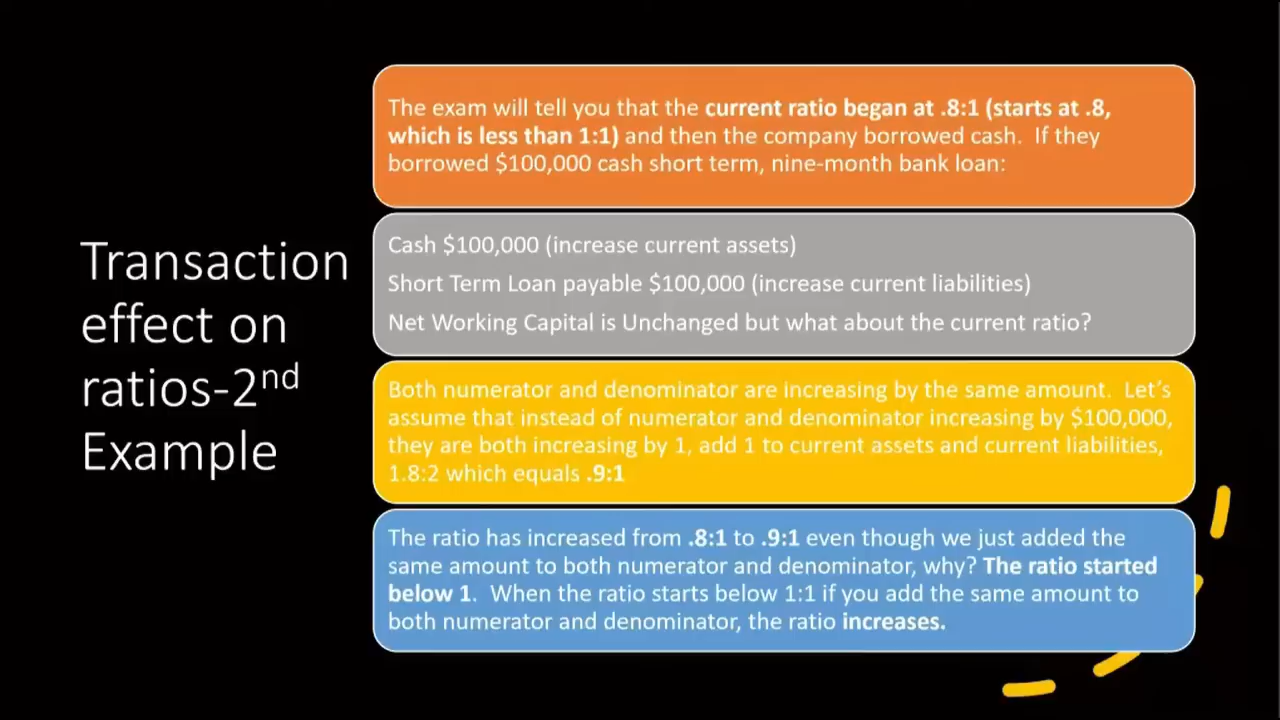 Transaction
effect on
ratios-2nd
Example
The exam will tell you that the current ratio began at .8:1 (starts at .8,
which is less than 1:1) and then the company borrowed cash.  If they
borrowed $100,000 cash short term, nine-month bank loan:
Cash $100,000 (increase current assets)
Short Term Loan payable $100,000 (increase current liabilities)
Net Working Capital is Unchanged but what about the current ratio?
Both numerator and denominator are increasing by the same amount.  Let's
assume that instead of numerator and denominator increasing by $100,000,
they are both increasing by 1, add 1 to current assets and current liabilities,
1.8:2 which equals .9:1
The ratio has increased from .8:1 to .9:1 even though we just added the
same amount to both numerator and denominator, why? The ratio started
below 1.  When the ratio starts below 1:1 if you add the same amount to
both numerator and denominator, the ratio increases.